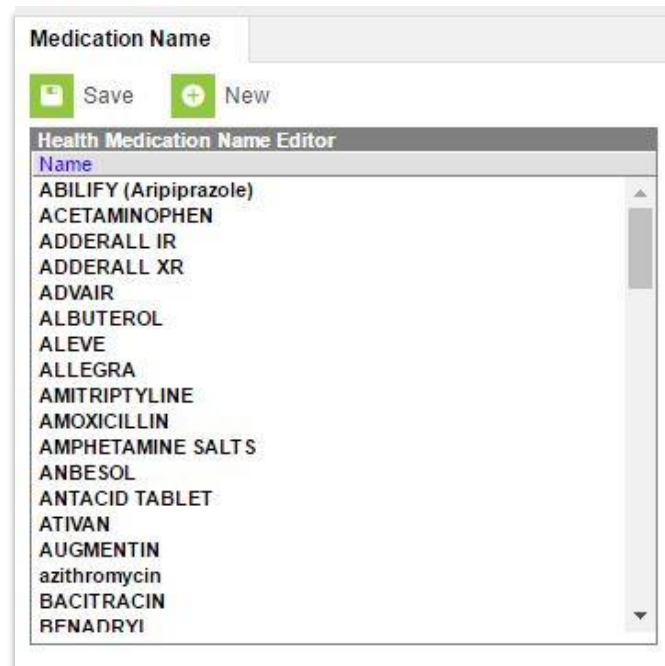 Medication Name
Save New
Health Medication Name Editor
Name
ABILIFY (Aripiprazole)
ACETAMINOPHEN
ADDERALL IR
ADDERALL XR
ADVAIR
ALBUTEROL
ALEVE
ALLEGRA
AMITRIPTYLINE
AMOXICILLIN
AMPHETAMINE SALTS
ANBESOL
ANTACID TABLET
ATIVAN
AUGMENTIN
azithromycin
BACITRACIN
BENADRYL